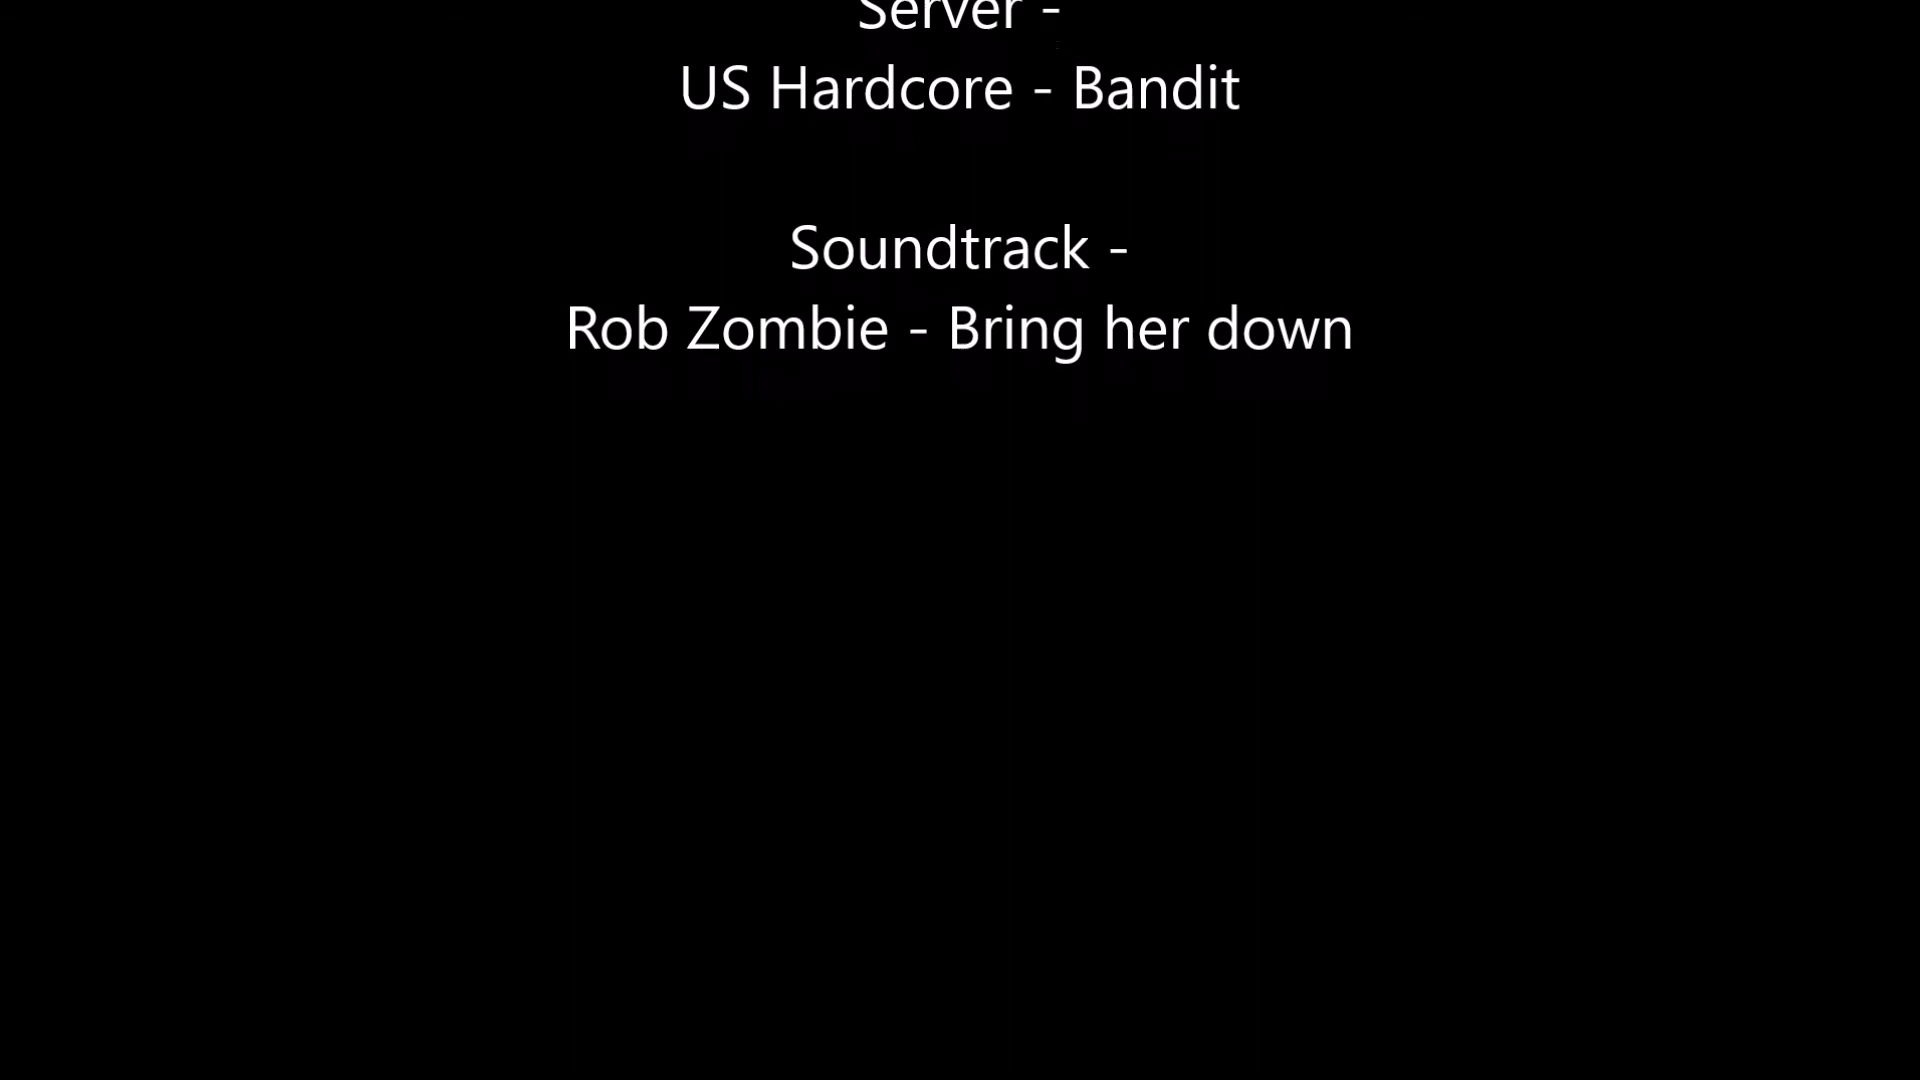 Server -
US Hardcore - Bandit
Soundtrack -
Rob Zombie - Bring her down